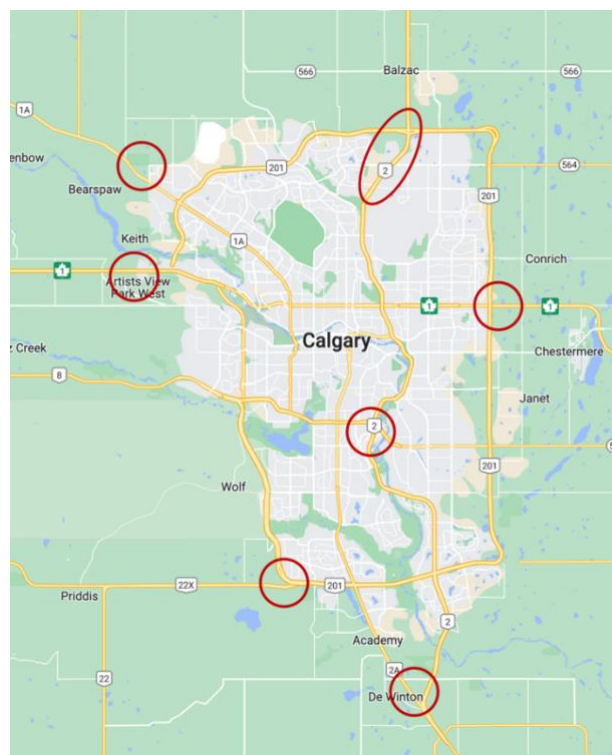 566
Balzac
566
1A
2
564
201
enbow
201
Bearspaw
1A
Keith
Conrich
1
Artists View
Park West
1
1
Calgary
z Creek
Chestermere
8
Janet
2
5
201
Wolf
Priddis
22X
201
2
Academy
22
2A
De Winton